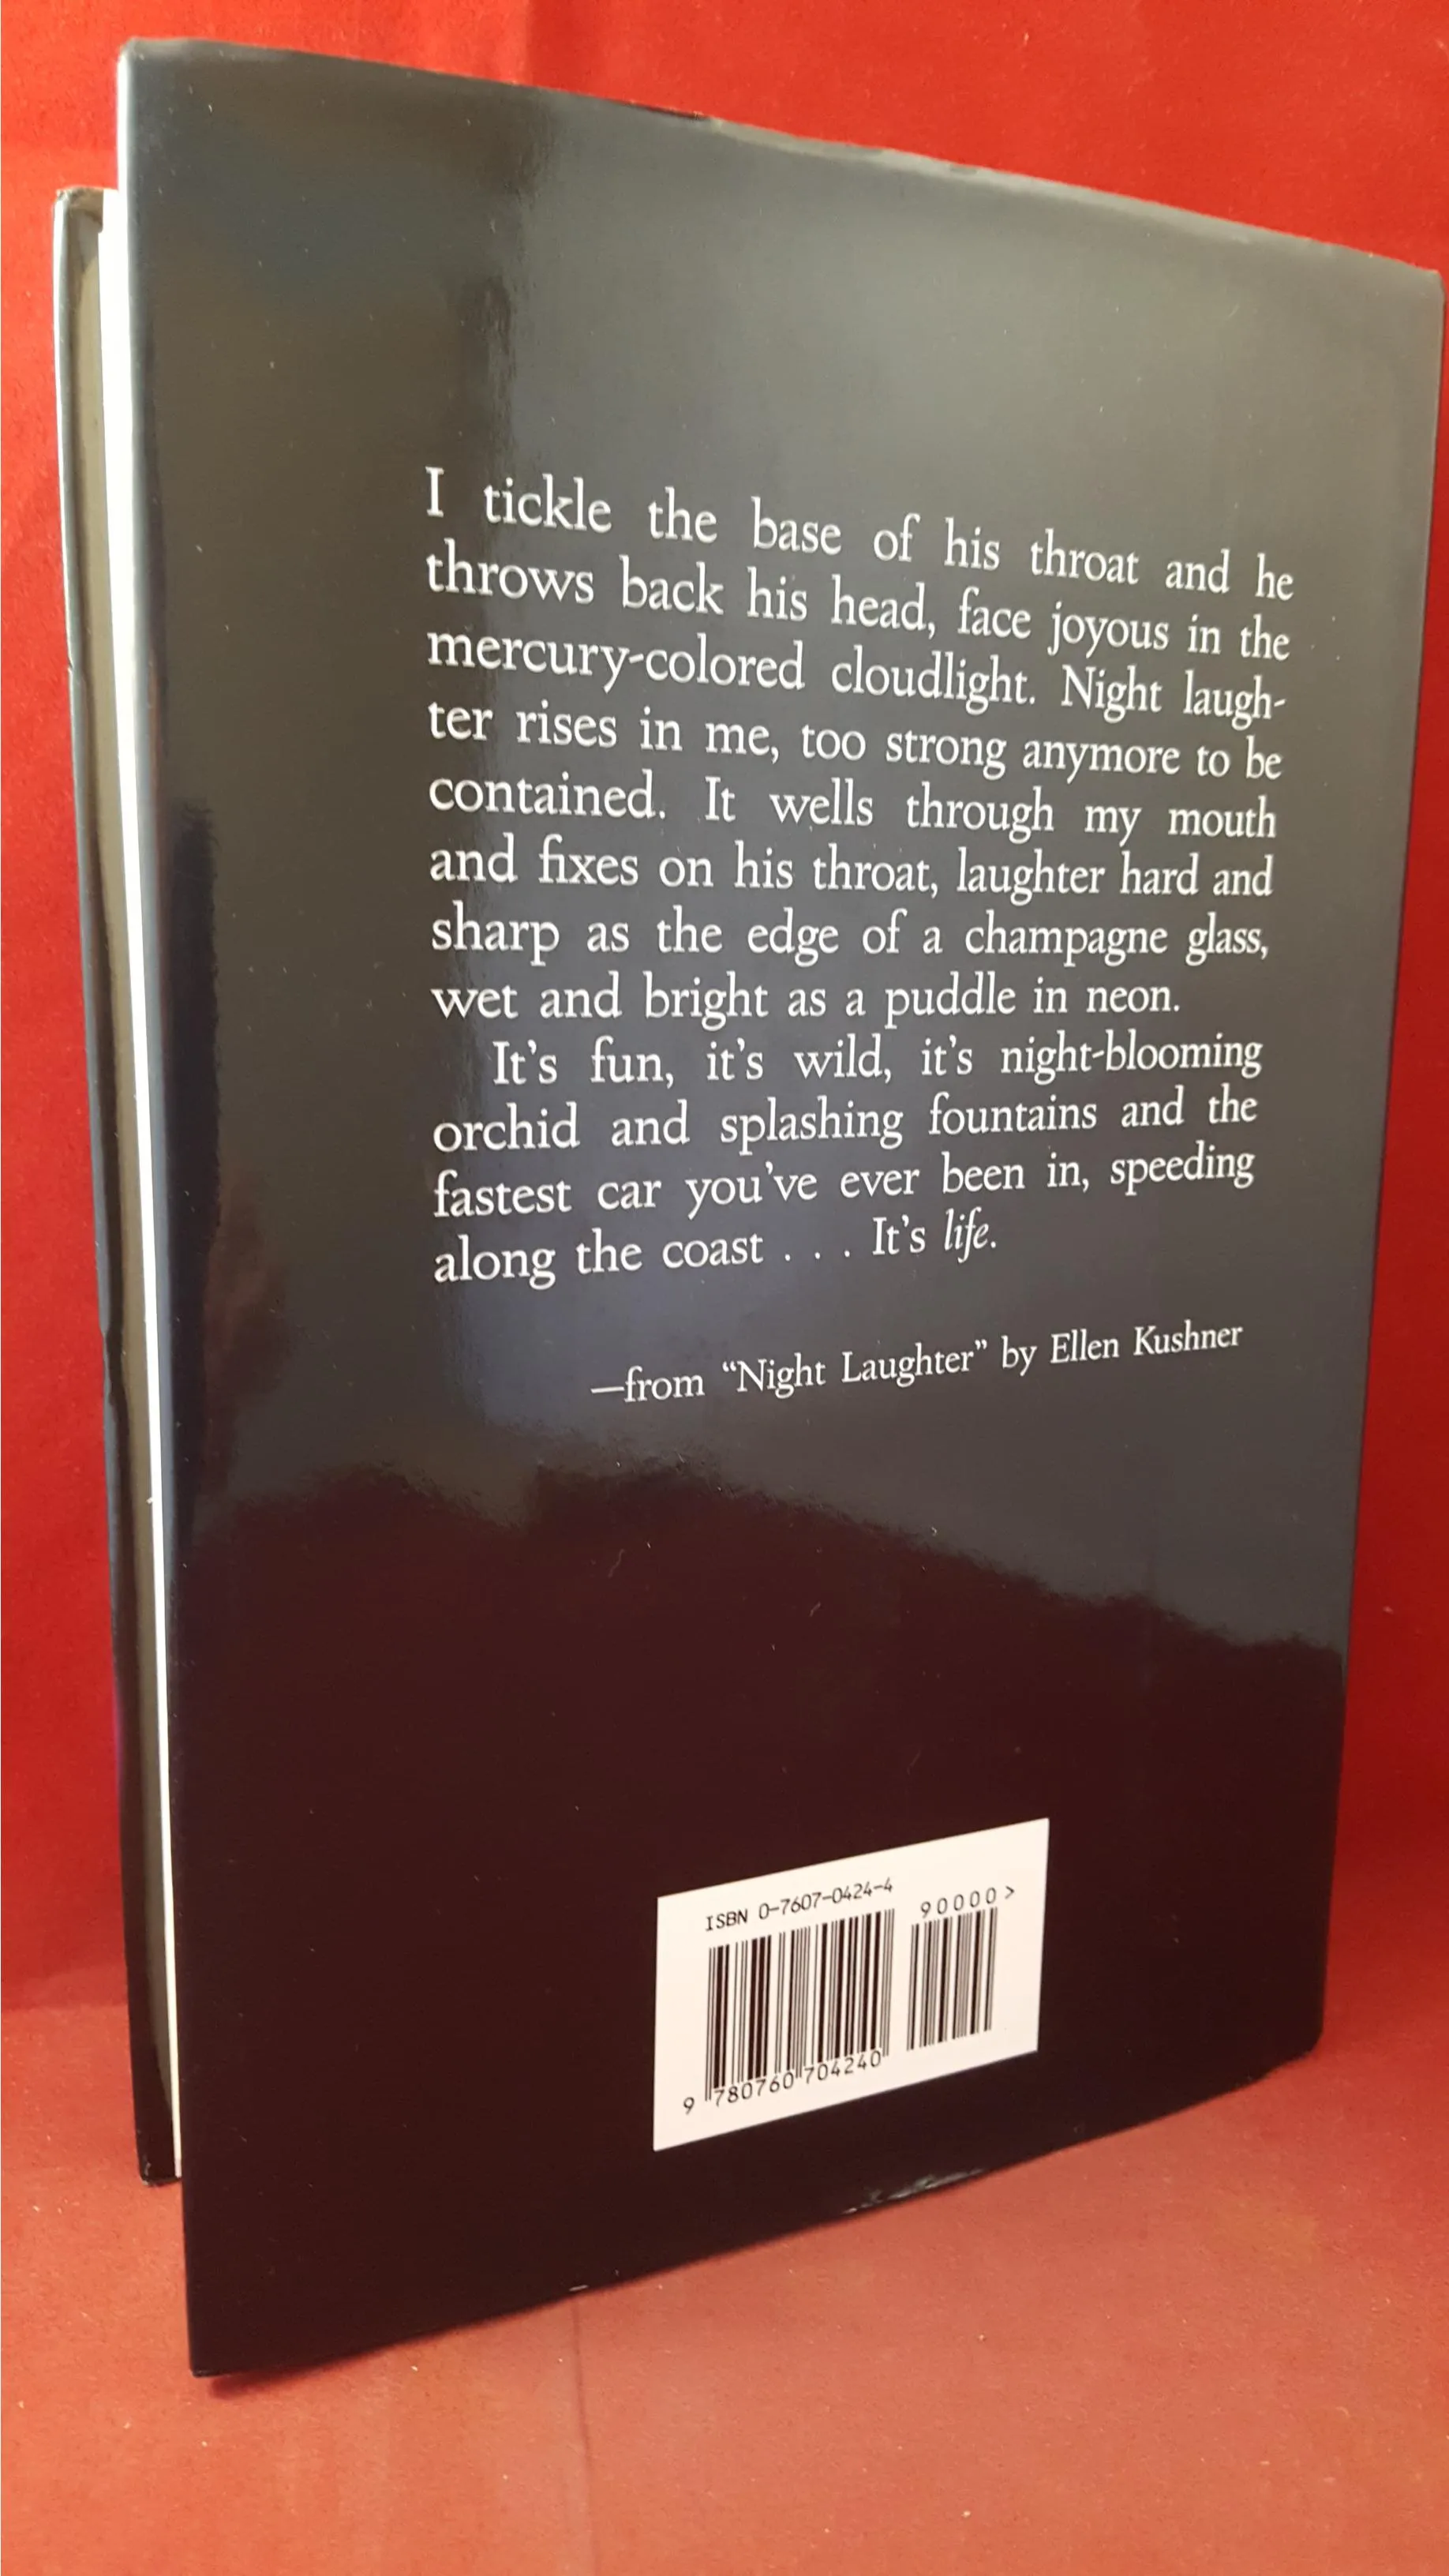 I tickle the base of his throat and he
throws back his head, face joyous in the
mercury-colored cloudlight. Night laugh-
ter rises in me, too strong anymore to be
contained. It wells through my mouth
and fixes on his throat, laughter hard and
sharp as the edge of a champagne glass,
wet and bright as a puddle in neon.
It's fun, it's wild, it's night-blooming
orchid and splashing fountains and the
fastest car you've ever been in, speeding
along the coast . . . It's life.
—from “Night Laughter” by Ellen Kushner
ISBN 0-7607-0424-4
90000>
9 780760 704240